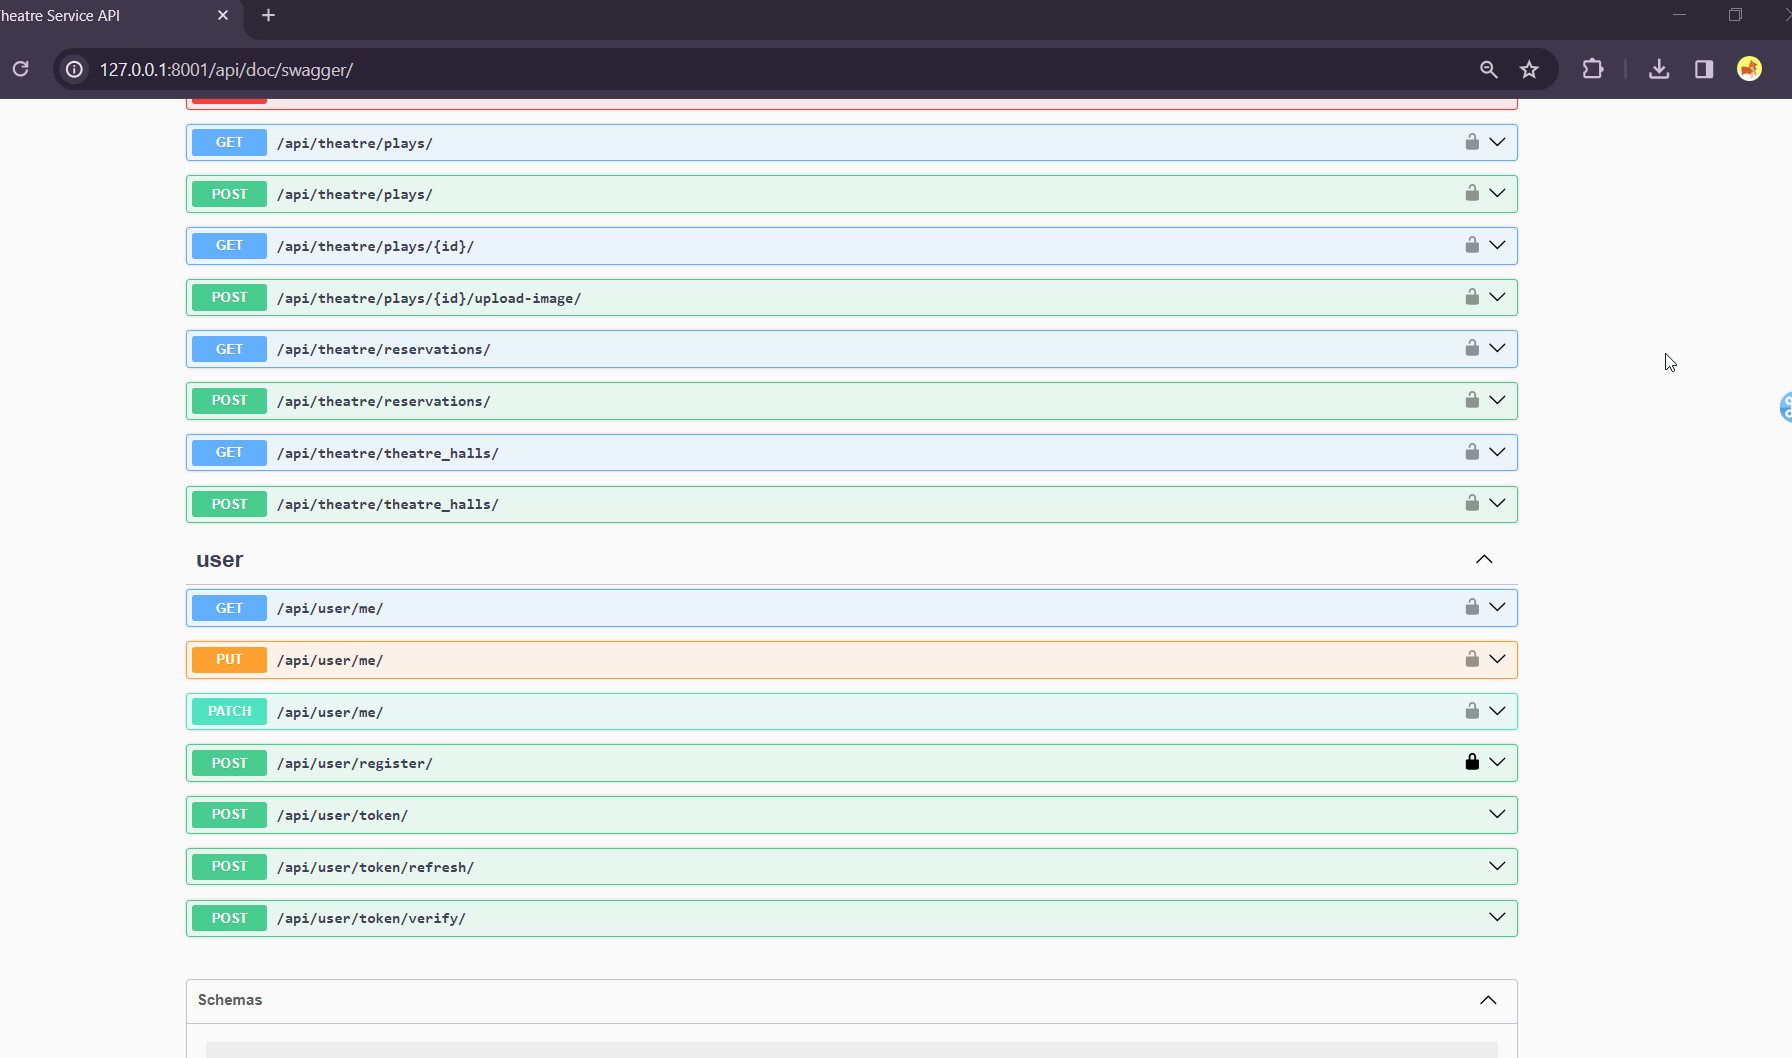 heatre Service API
127.0.0.1:8001/api/doc/swagger/
GET /api/theatre/plays/
POST /api/theatre/plays/
GET /api/theatre/plays/{id}/
POST /api/theatre/plays/{id}/upload-image/
GET /api/theatre/reservations/
POST /api/theatre/reservations/
GET /api/theatre/theatre_halls/
POST /api/theatre/theatre_halls/
user
GET /api/user/me/
PUT /api/user/me/
PATCH /api/user/me/
POST /api/user/register/
POST /api/user/token/
POST /api/user/token/refresh/
POST /api/user/token/verify/
Schemas